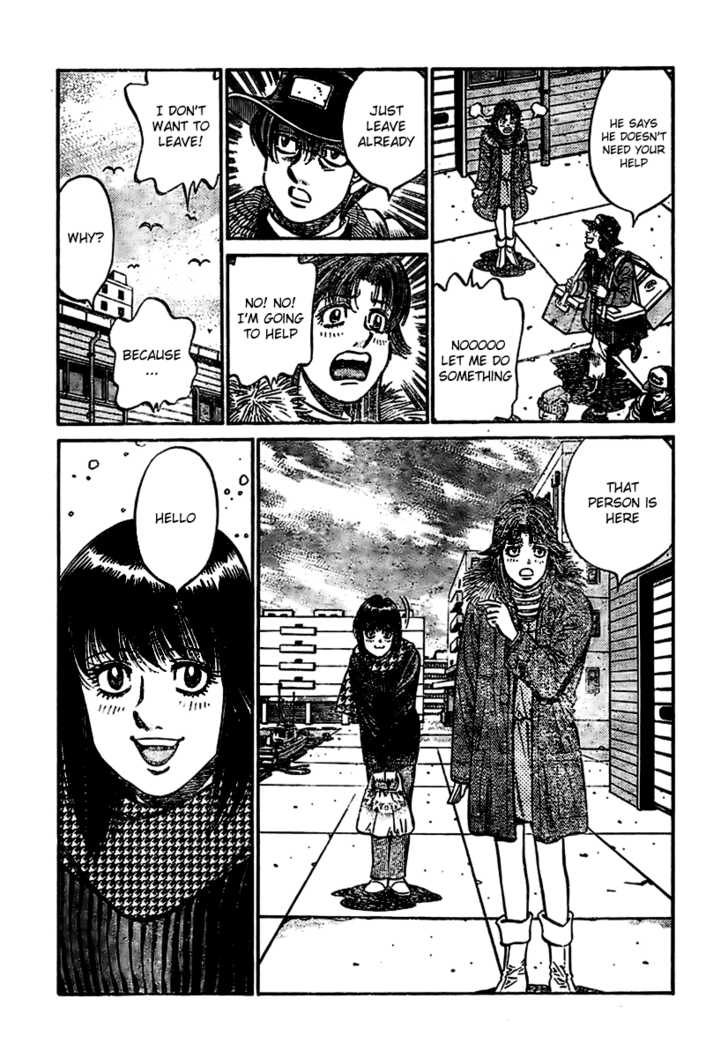 HE SAYS
HE DOESN'T
NEED YOUR
HELP
NOOOOO
LET ME DO
SOMETHING
JUST
LEAVE
ALREADY
NO! NO!
I'M GOING
TO HELP
I DON'T
WANT TO
LEAVE!
WHY?
BECAUSE
...
THAT
PERSON IS
HERE
HELLO